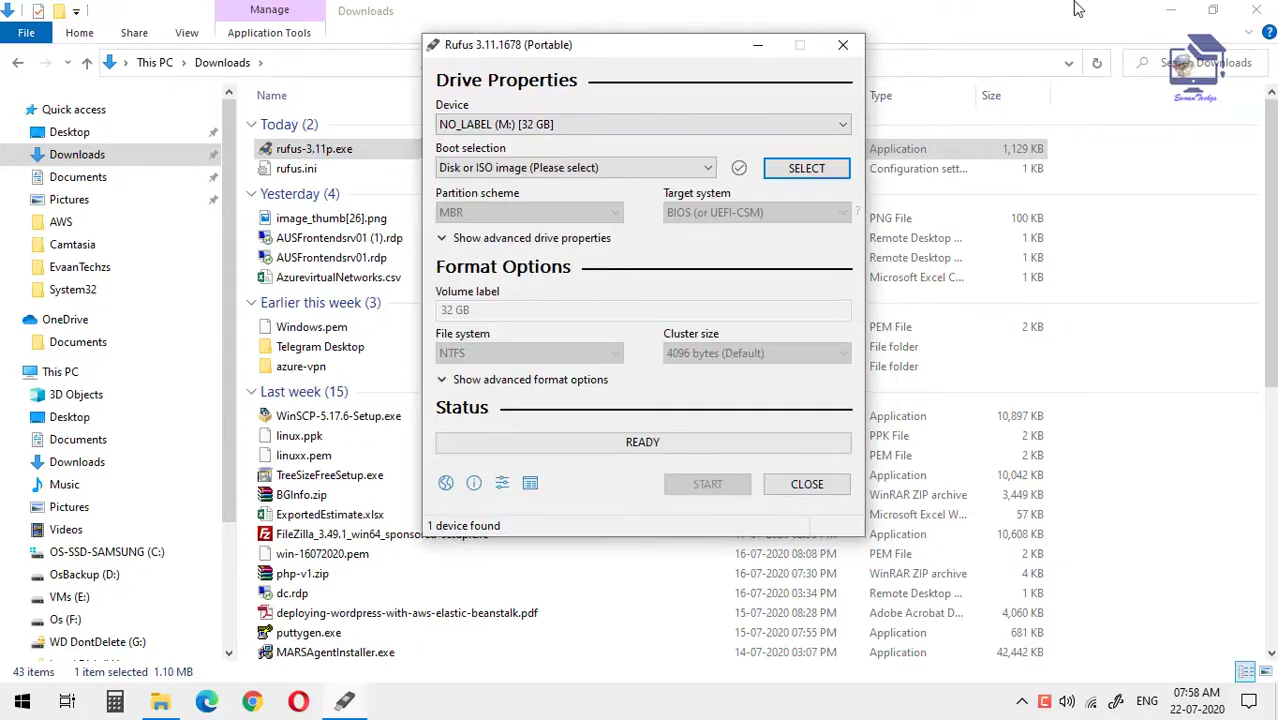 Manage
Downloads
File
Home
Share
View
Application Tools
This PC
Downloads
Downloads
EvaanTechzs
Quick access
Desktop
Downloads
Documents
Pictures
AWS
Camtasia
EvaanTechzs
System32
OneDrive
Documents
This PC
3D Objects
Desktop
Documents
Downloads
Music
Pictures
Videos
OS-SSD-SAMSUNG (C:)
OsBackup (D:)
VMs (E:)
Os (F:)
WD DontDelete (G:)
Name
Type
Size
Today (2)
rufus-3.11p.exe
Application
1,129 KB
rufus.ini
Configuration sett...
1 KB
Yesterday (4)
image_thumb[26].png
PNG File
100 KB
AUSFrontendsrv01 (1).rdp
Remote Desktop ...
1 KB
AUSFrontendsrv01.rdp
Remote Desktop ...
1 KB
AzurevirtualNetworks.csv
Microsoft Excel C...
1 KB
Earlier this week (3)
Windows.pem
PEM File
2 KB
Telegram Desktop
File folder
azure-vpn
File folder
Last week (15)
WinSCP-5.17.6-Setup.exe
Application
10,897 KB
linux.ppk
PPK File
2 KB
linuxx.pem
PEM File
2 KB
TreeSizeFreeSetup.exe
Application
10,042 KB
BGInfo.zip
WinRAR ZIP archive
3,449 KB
ExportedEstimate.xlsx
Microsoft Excel W...
57 KB
FileZilla_3.49.1_win64_sponsored-setup.exe
Application
10,608 KB
win-16072020.pem
16-07-2020 08:08 PM
PEM File
2 KB
php-v1.zip
16-07-2020 07:30 PM
WinRAR ZIP archive
4 KB
dc.rdp
16-07-2020 03:34 PM
Remote Desktop ...
3 KB
deploying-wordpress-with-aws-elastic-beanstalk.pdf
15-07-2020 08:28 PM
Adobe Acrobat D...
4,060 KB
puttygen.exe
15-07-2020 07:55 PM
Application
681 KB
MARSAgentInstaller.exe
14-07-2020 03:07 PM
Application
42,442 KB
Rufus 3.11.1678 (Portable)
Drive Properties
Device
NO_LABEL (M:) [32 GB]
Boot selection
Disk or ISO image (Please select)
SELECT
Partition scheme
Target system
MBR
BIOS (or UEFI-CSM)
?
Show advanced drive properties
Format Options
Volume label
32 GB
File system
Cluster size
NTFS
4096 bytes (Default)
Show advanced format options
Status
READY
START
CLOSE
1 device found
43 items
1 item selected 1.10 MB
ENG
07:58 AM
22-07-2020